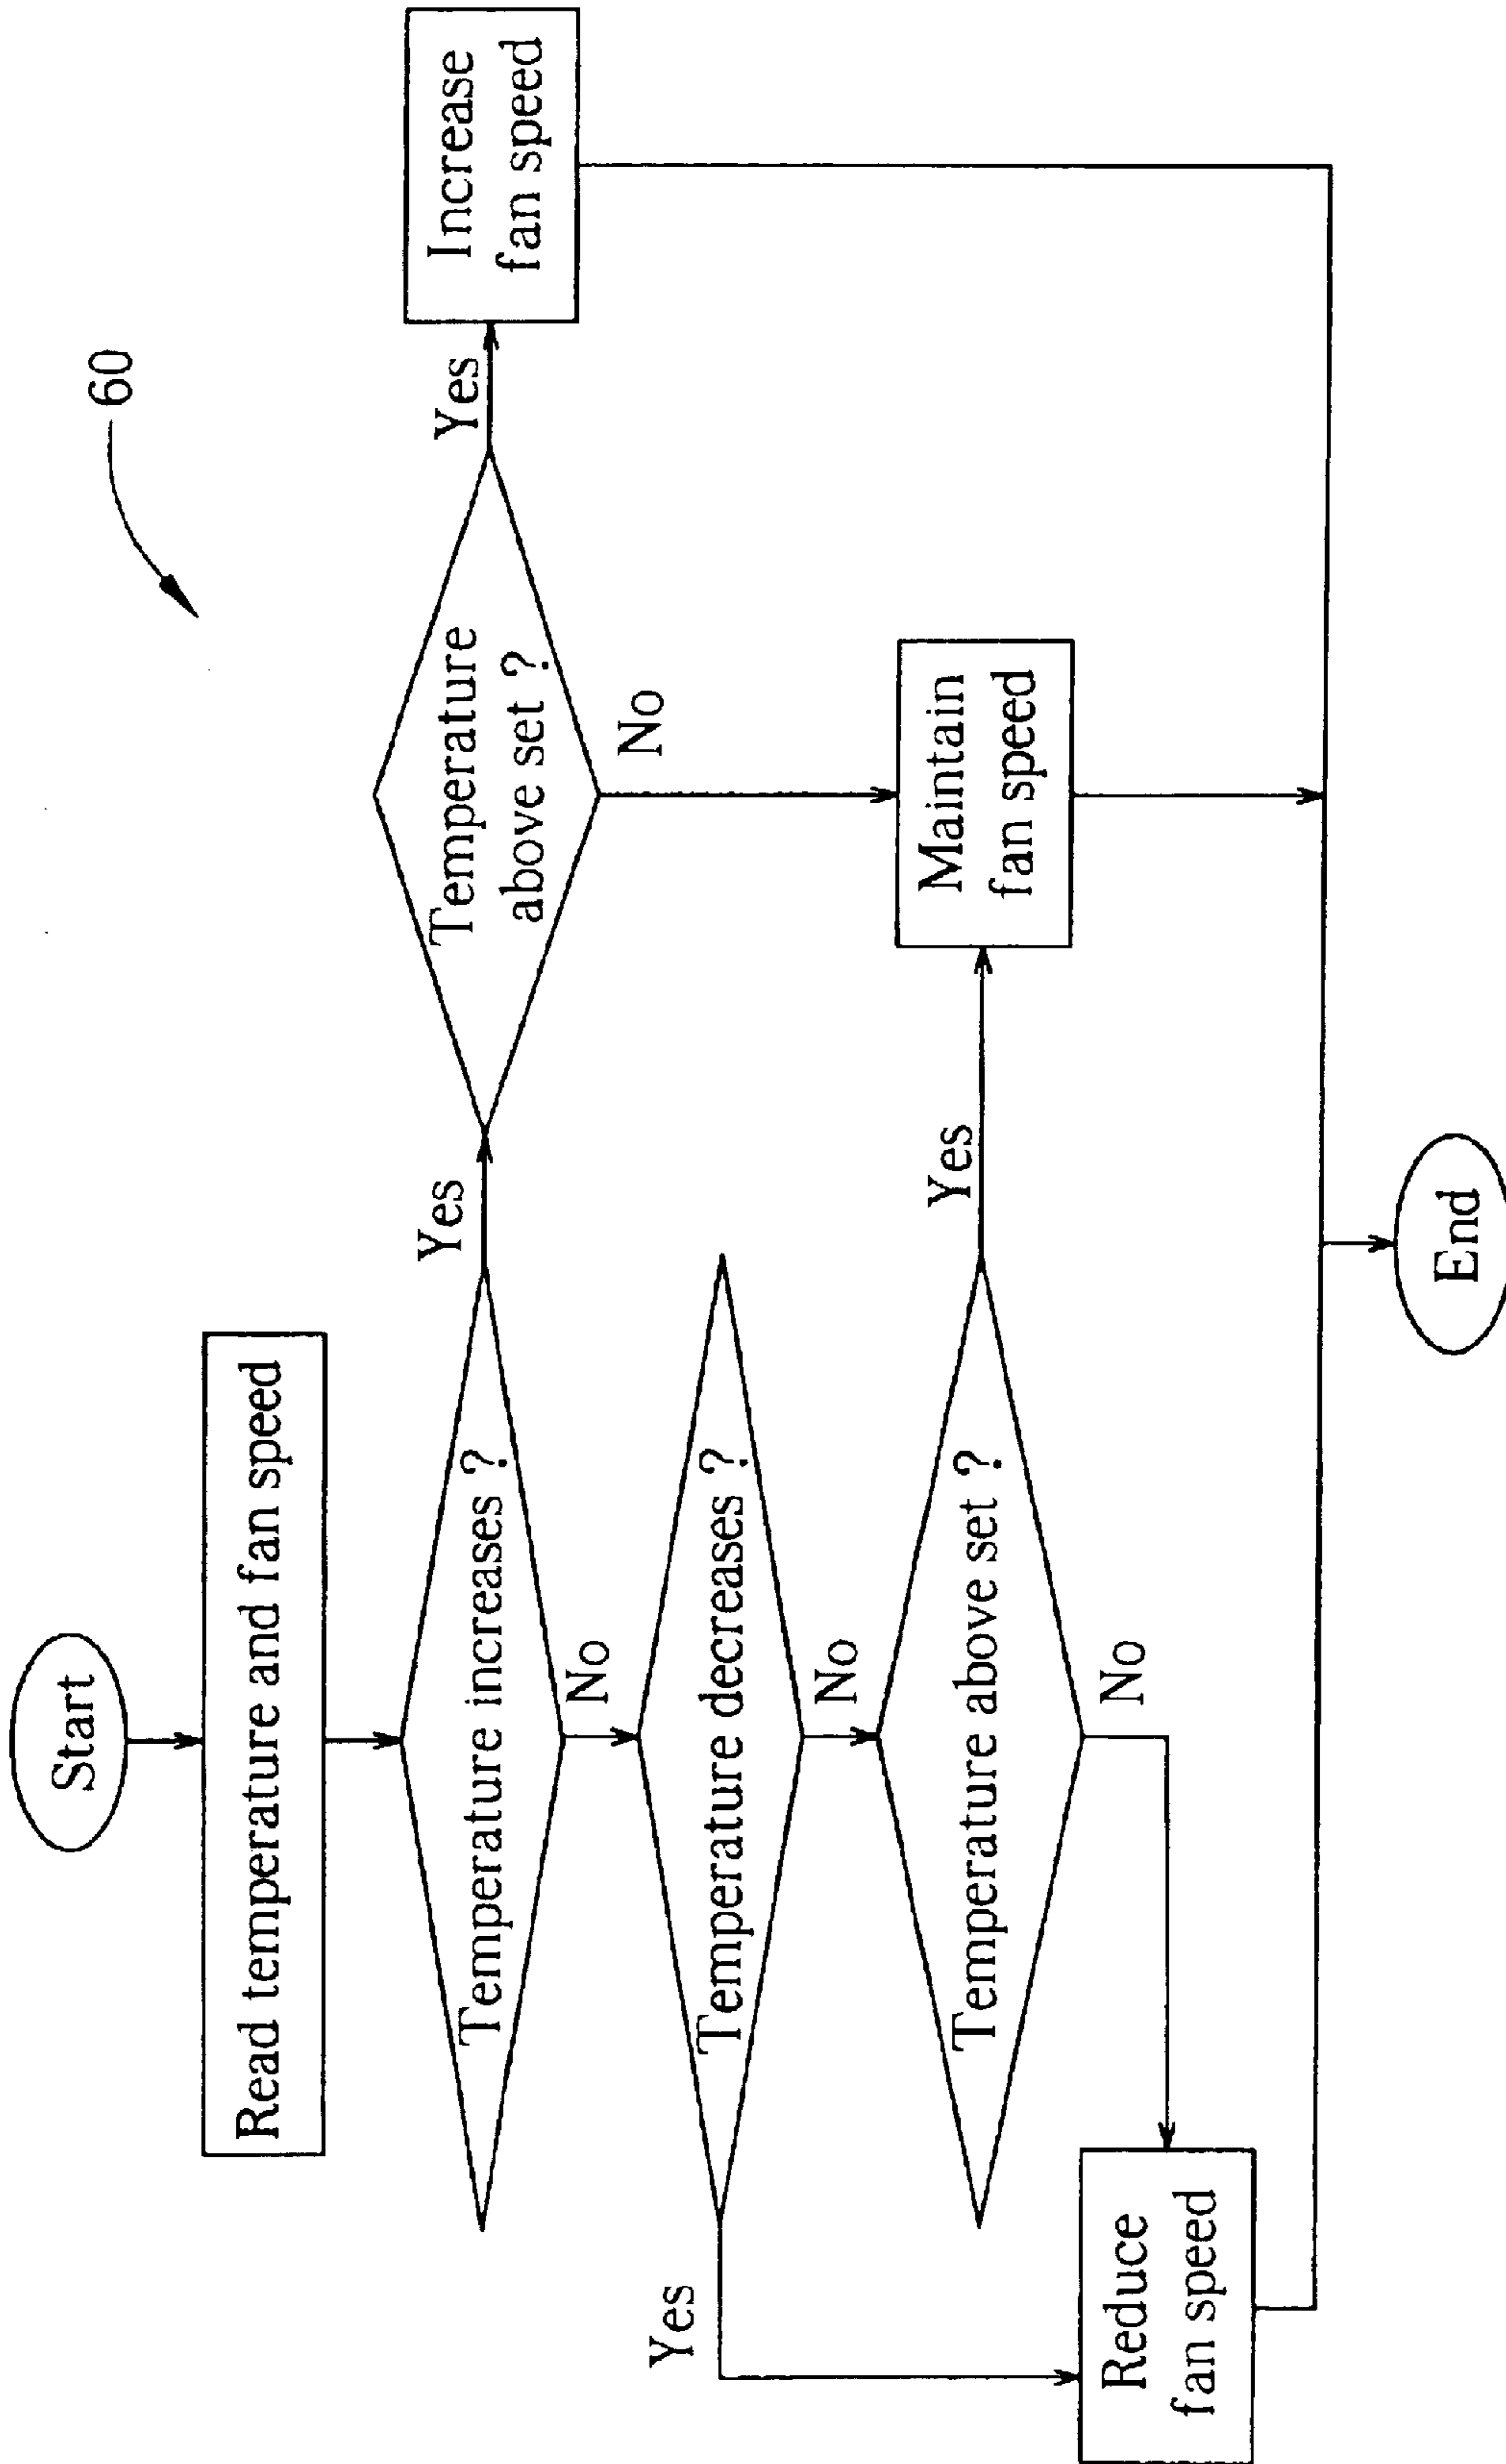 60
Start
Read temperature and fan speed
Temperature increases ?
Yes
Temperature
above set ?
Yes
Increase
fan speed
No
No
Temperature decreases ?
Yes
No
Temperature above set ?
Yes
Maintain
fan speed
No
Reduce
fan speed
End